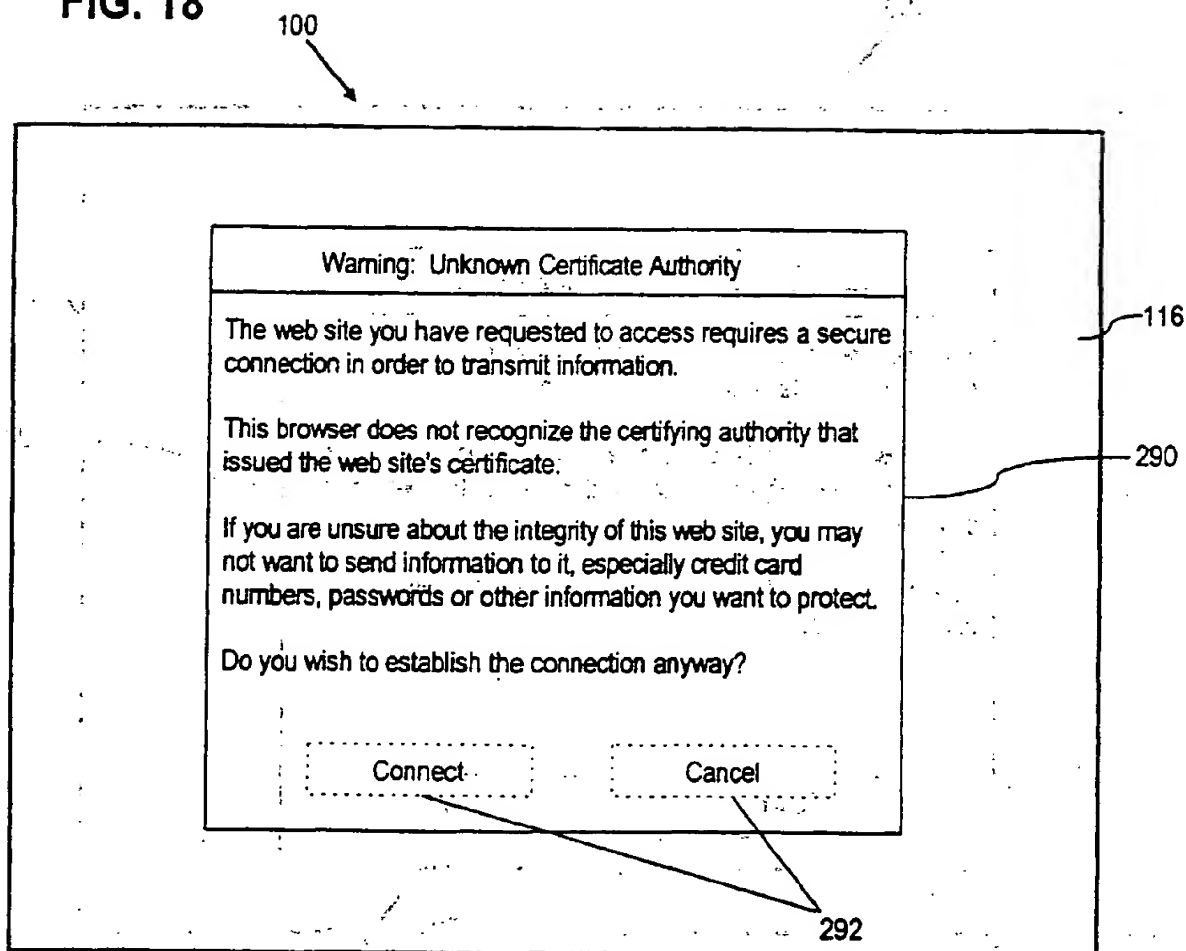 FIG. 18
100
Warning: Unknown Certificate Authority
The web site you have requested to access requires a secure
connection in order to transmit information.
116
This browser does not recognize the certifying authority that
issued the web site's certificate.
290
If you are unsure about the integrity of this web site, you may
not want to send information to it, especially credit card
numbers, passwords or other information you want to protect.
Do you wish to establish the connection anyway?
Connect Cancel
292